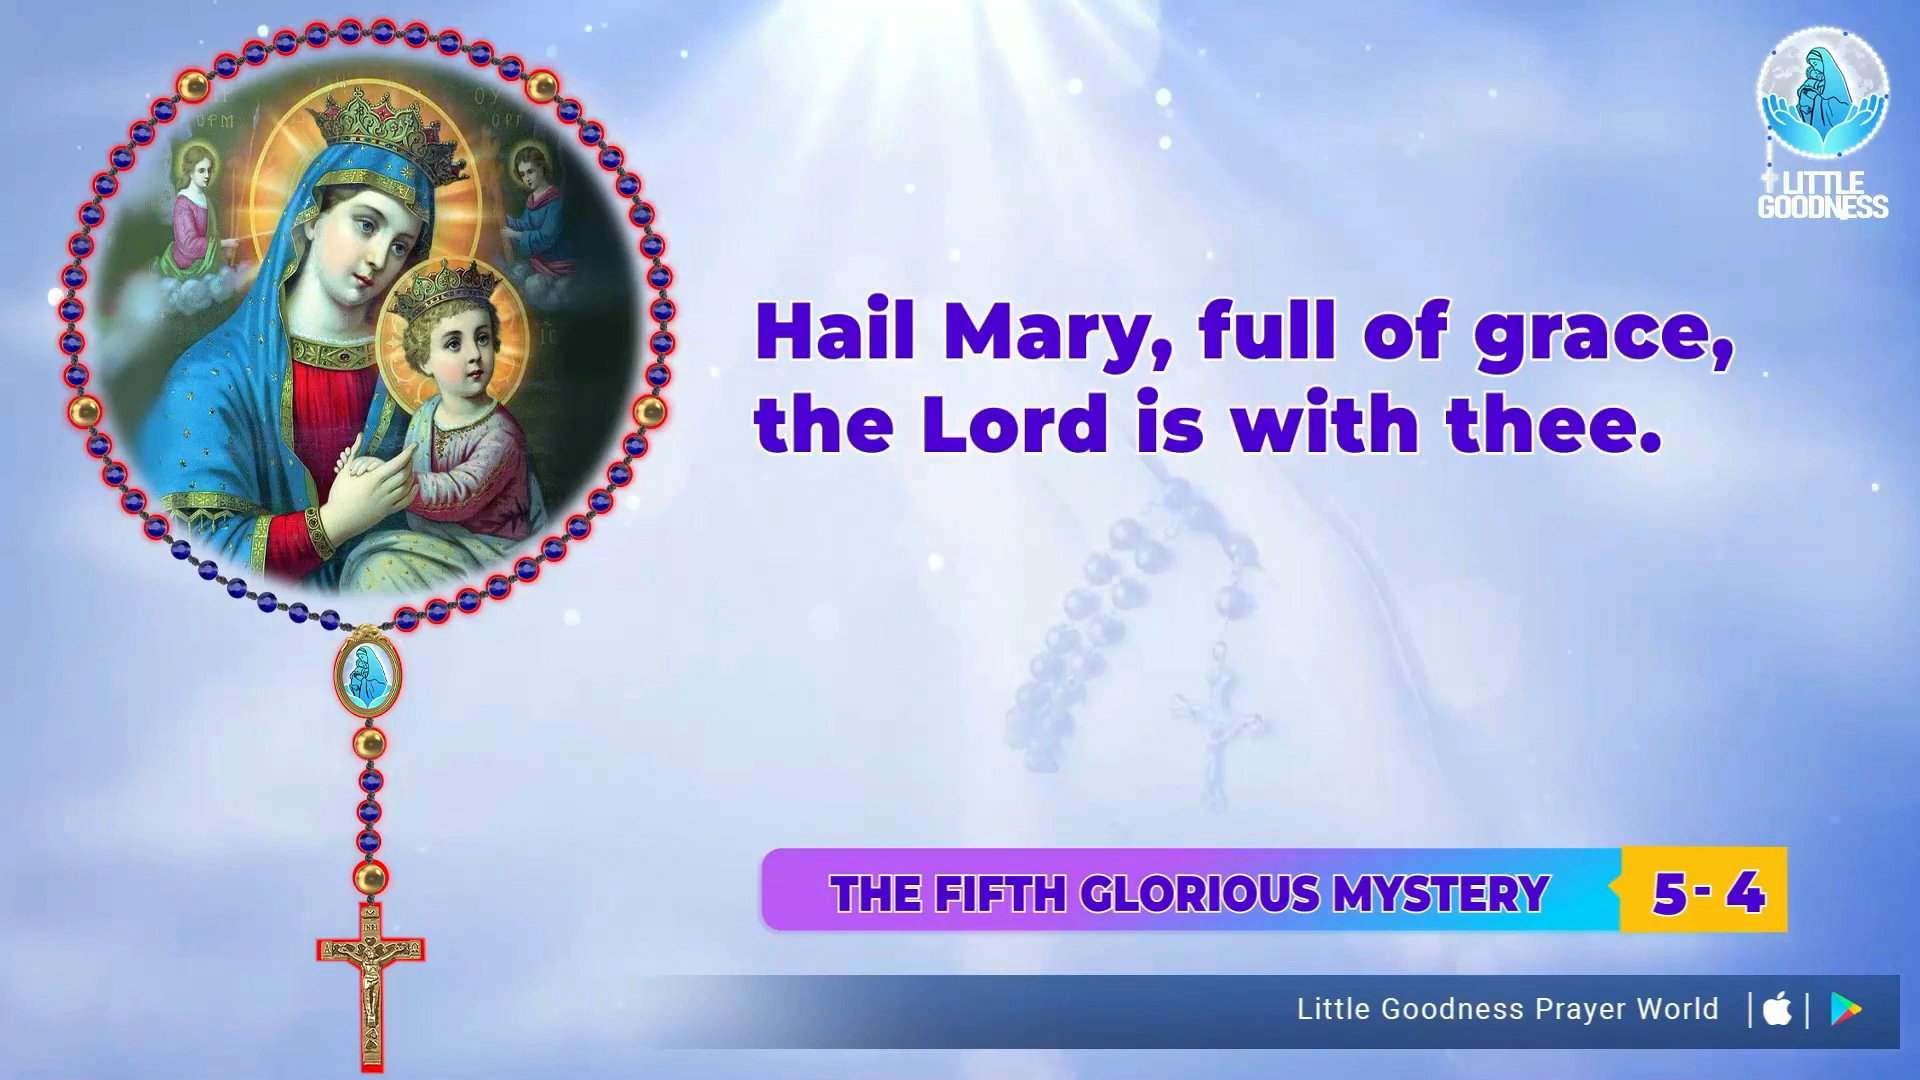 LITTLE
GOODNESS
Hail Mary, full of grace,
the Lord is with thee.
THE FIFTH GLORIOUS MYSTERY
5 - 4
Little Goodness Prayer World
INRI